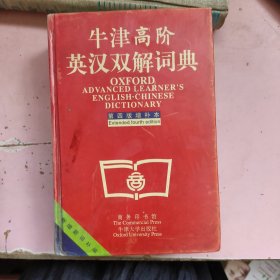 牛津高阶
英汉双解词典
OXFORD
ADVANCED LEARNER'S
ENGLISH-CHINESE
DICTIONARY
第四版增补本
Extended fourth edition
商务印书馆
The Commercial Press
牛津大学出版社
Oxford University Press